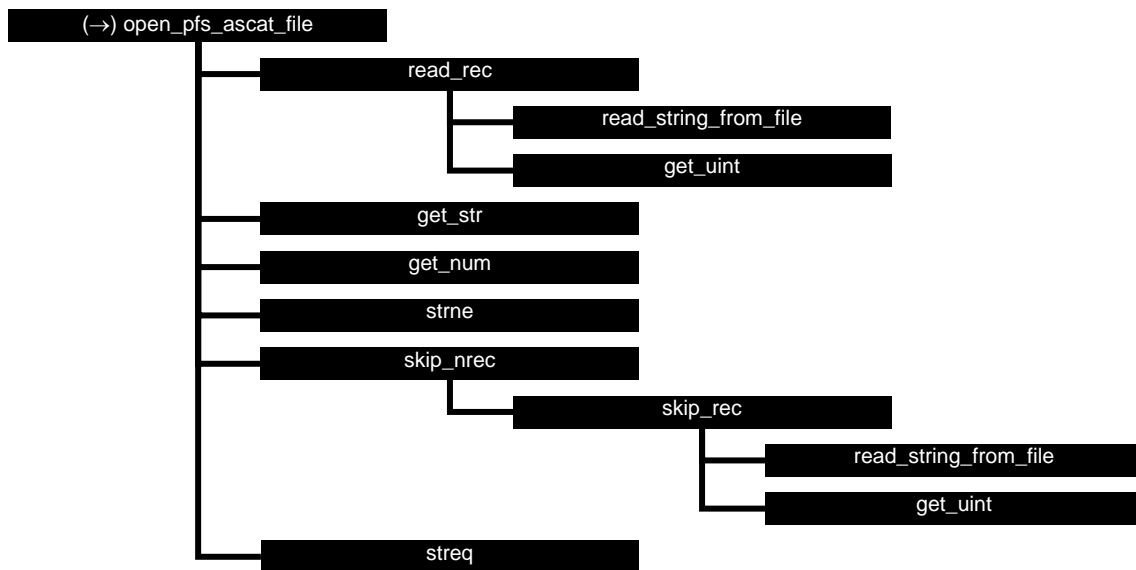 (→) open_pfs_ascat_file
read_rec
read_string_from_file
get_uint
get_str
get_num
strne
skip_nrec
skip_rec
read_string_from_file
get_uint
streq